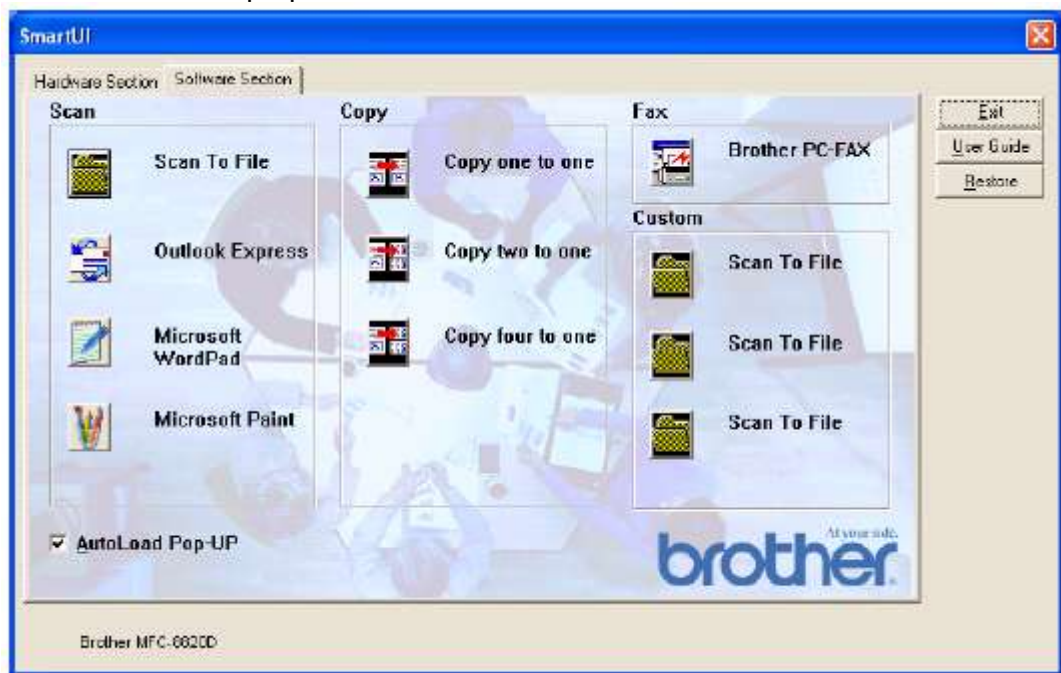 SmartUI
Hardware Section
Software Section
Scan
Scan To File
Outlook Express
Microsoft
WordPad
Microsoft Paint
Copy
Copy one to one
Copy two to one
Copy four to one
Fax
Brother PC-FAX
Custom
Scan To File
Scan To File
Scan To File
Exit
User Guide
Restore
AutoLoad Pop-UP
At your side.
brother
Brother MFC-8820D